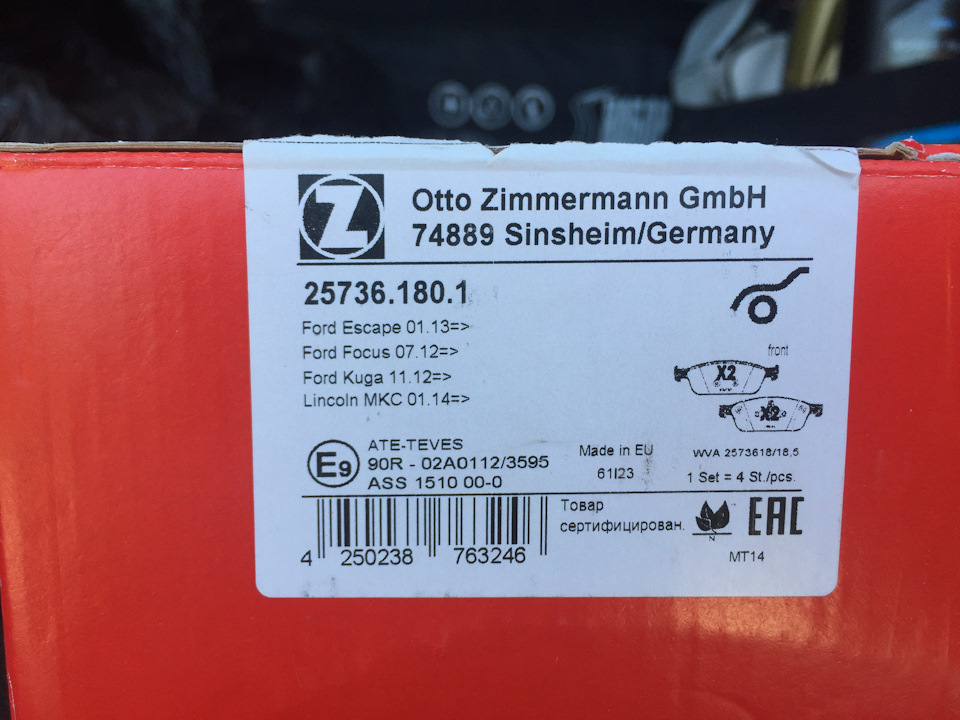 Z
Otto Zimmermann GmbH
74889 Sinsheim/Germany
25736.180.1
Ford Escape 01.13=>
Ford Focus 07.12=>
Ford Kuga 11.12=>
Lincoln MKC 01.14=>
front
X2
X2
E9
ATE-TEVES
90R - 02A0112/3595
ASS 1510 00-0
Made in EU
61I23
WVA 2573618/18,5
1 Set = 4 St./pcs.
Товар
сертифицирован.
N
EAC
MT14
4 250238 763246